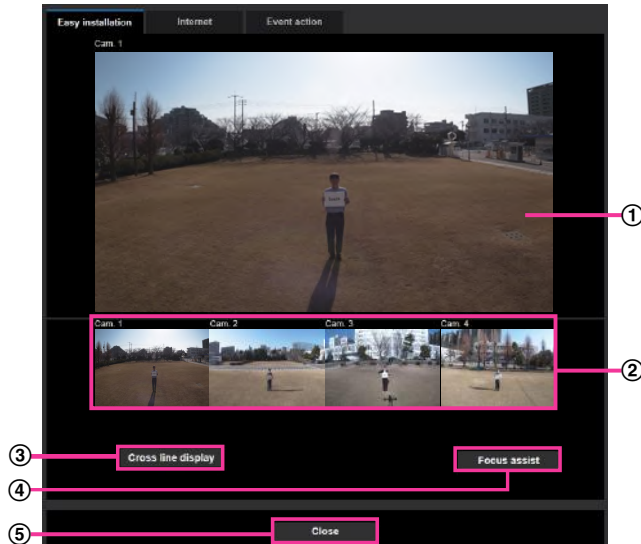 Easy installation Internet Event action
Cam. 1
①
Cam. 1 Cam. 2 Cam. 3 Cam. 4
②
③ Cross line display Focus assist
④
⑤ Close